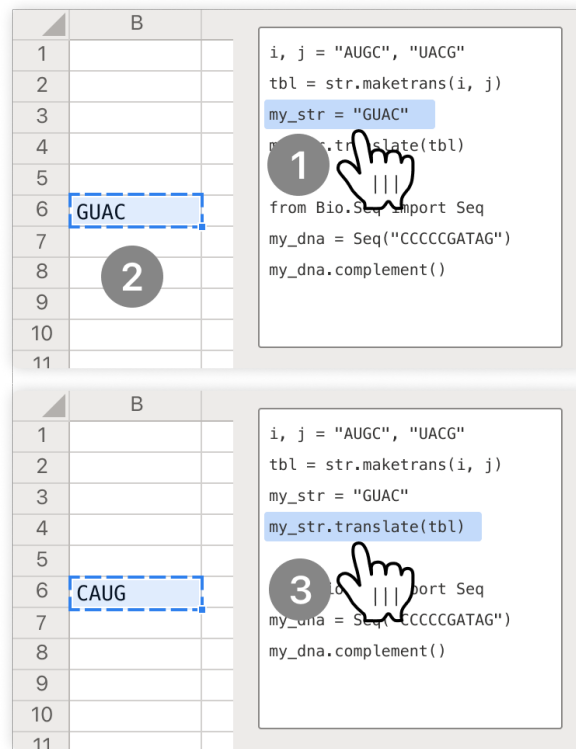 B
1
2
3
4
5
6 GUAC
7
8
9
10
11
2
i, j = "AUGC", "UACG"
tbl = str.maketrans(i, j)
my_str = "GUAC"
translate(tbl)
1
from Bio.Seq import Seq
my_dna = Seq("CCCCCGATAG")
my_dna.complement()
B
1
2
3
4
5
6 CAUG
7
8
9
10
11
i, j = "AUGC", "UACG"
tbl = str.maketrans(i, j)
my_str = "GUAC"
my_str.translate(tbl)
3
Seq
my_dna = Seq("CCCCCGATAG")
my_dna.complement()